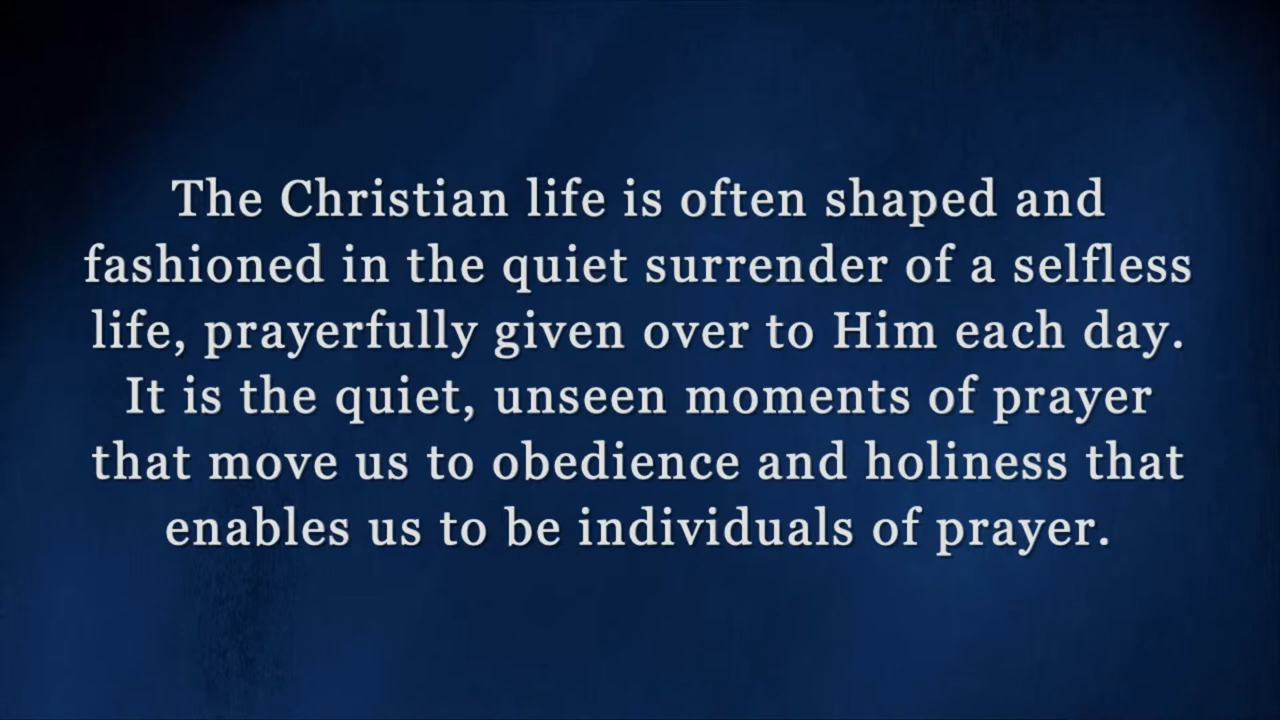 The Christian life is often shaped and
fashioned in the quiet surrender of a selfless
life, prayerfully given over to Him each day.
It is the quiet, unseen moments of prayer
that move us to obedience and holiness that
enables us to be individuals of prayer.